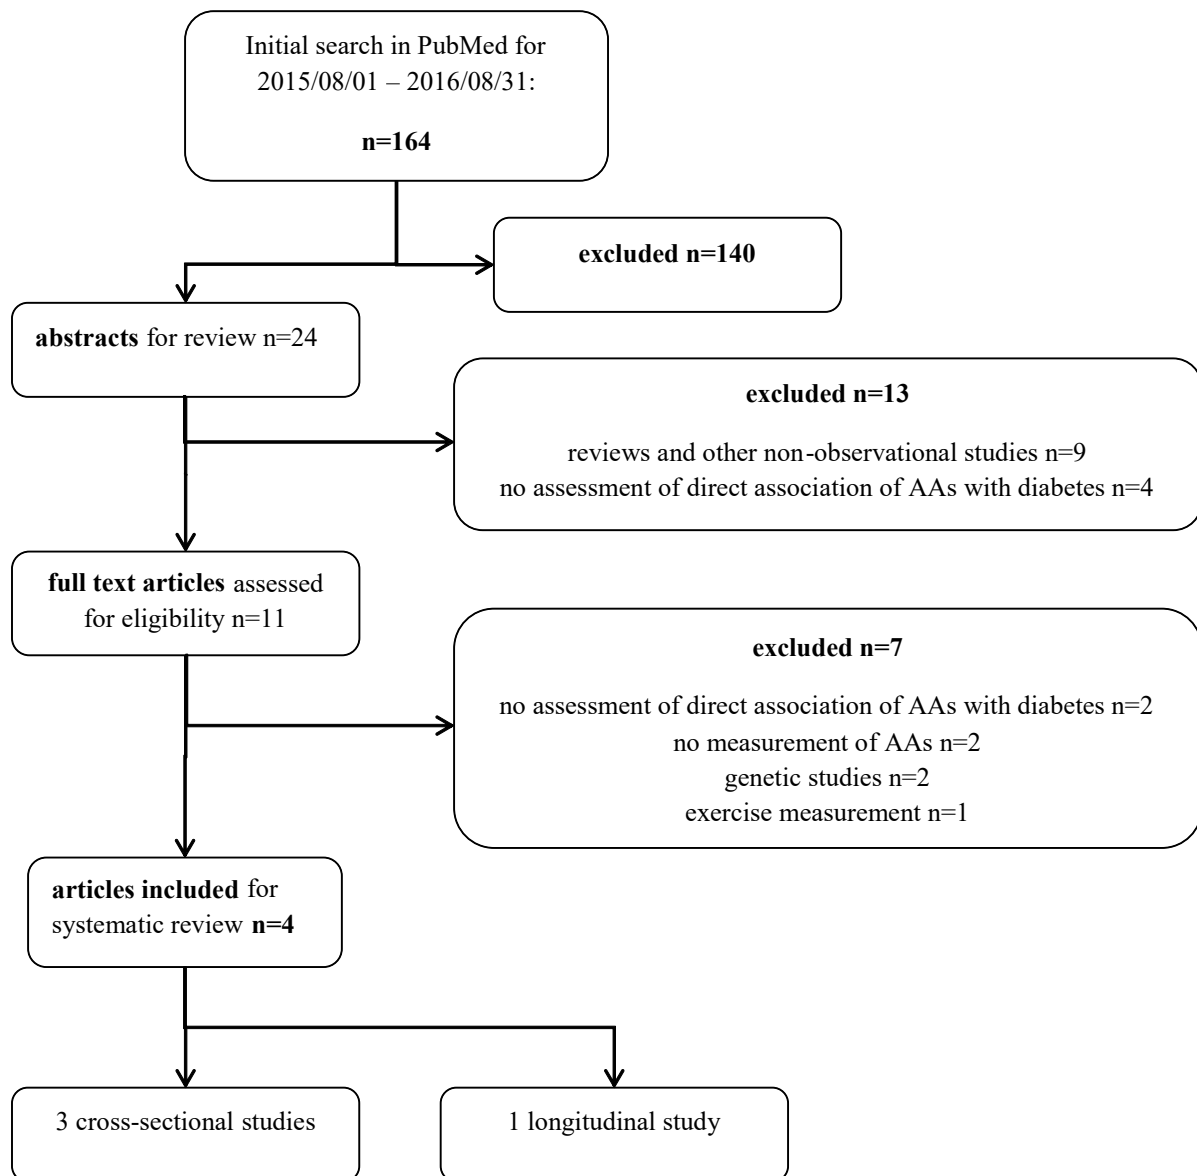 Initial search in PubMed for
2015/08/01 – 2016/08/31:
n=164
excluded n=140
abstracts for review n=24
excluded n=13
reviews and other non-observational studies n=9
no assessment of direct association of AAs with diabetes n=4
full text articles assessed
for eligibility n=11
excluded n=7
no assessment of direct association of AAs with diabetes n=2
no measurement of AAs n=2
genetic studies n=2
exercise measurement n=1
articles included for
systematic review n=4
3 cross-sectional studies
1 longitudinal study